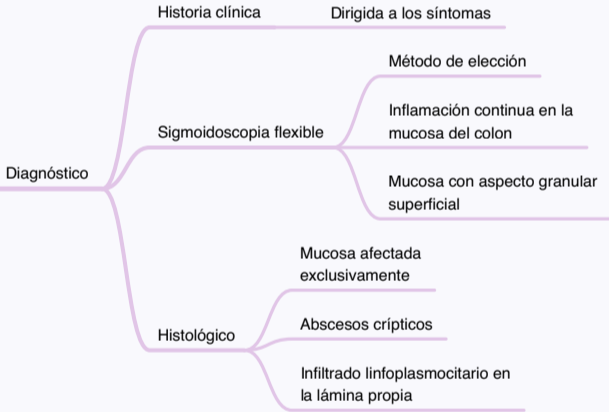 Diagnóstico
Historia clínica
Dirigida a los síntomas
Sigmoidoscopia flexible
Método de elección
Inflamación continua en la
mucosa del colon
Mucosa con aspecto granular
superficial
Histológico
Mucosa afectada
exclusivamente
Abscesos crípticos
Infiltrado linfoplasmocitario en
la lámina propia